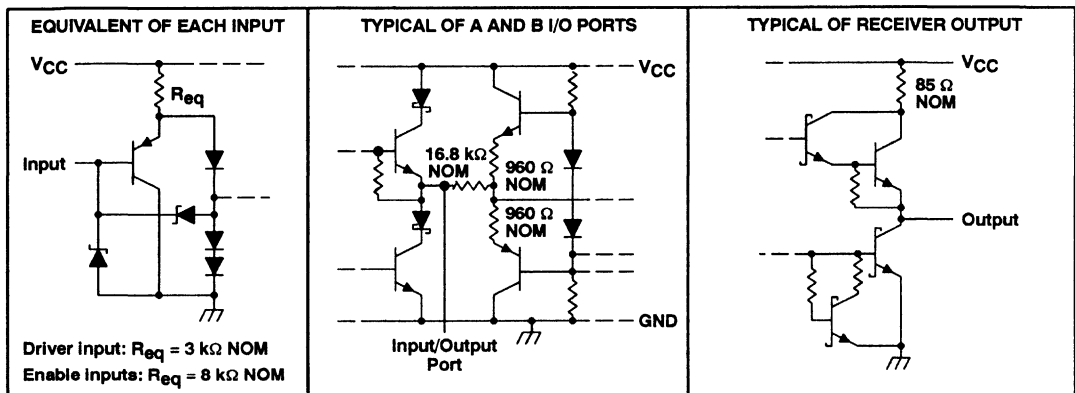 EQUIVALENT OF EACH INPUT
VCC
Req
Input
Driver input: Req = 3 kΩ NOM
Enable inputs: Req = 8 kΩ NOM
TYPICAL OF A AND B I/O PORTS
VCC
16.8 kΩ
NOM
960 Ω
NOM
960 Ω
NOM
GND
Input/Output
Port
TYPICAL OF RECEIVER OUTPUT
VCC
85 Ω
NOM
Output